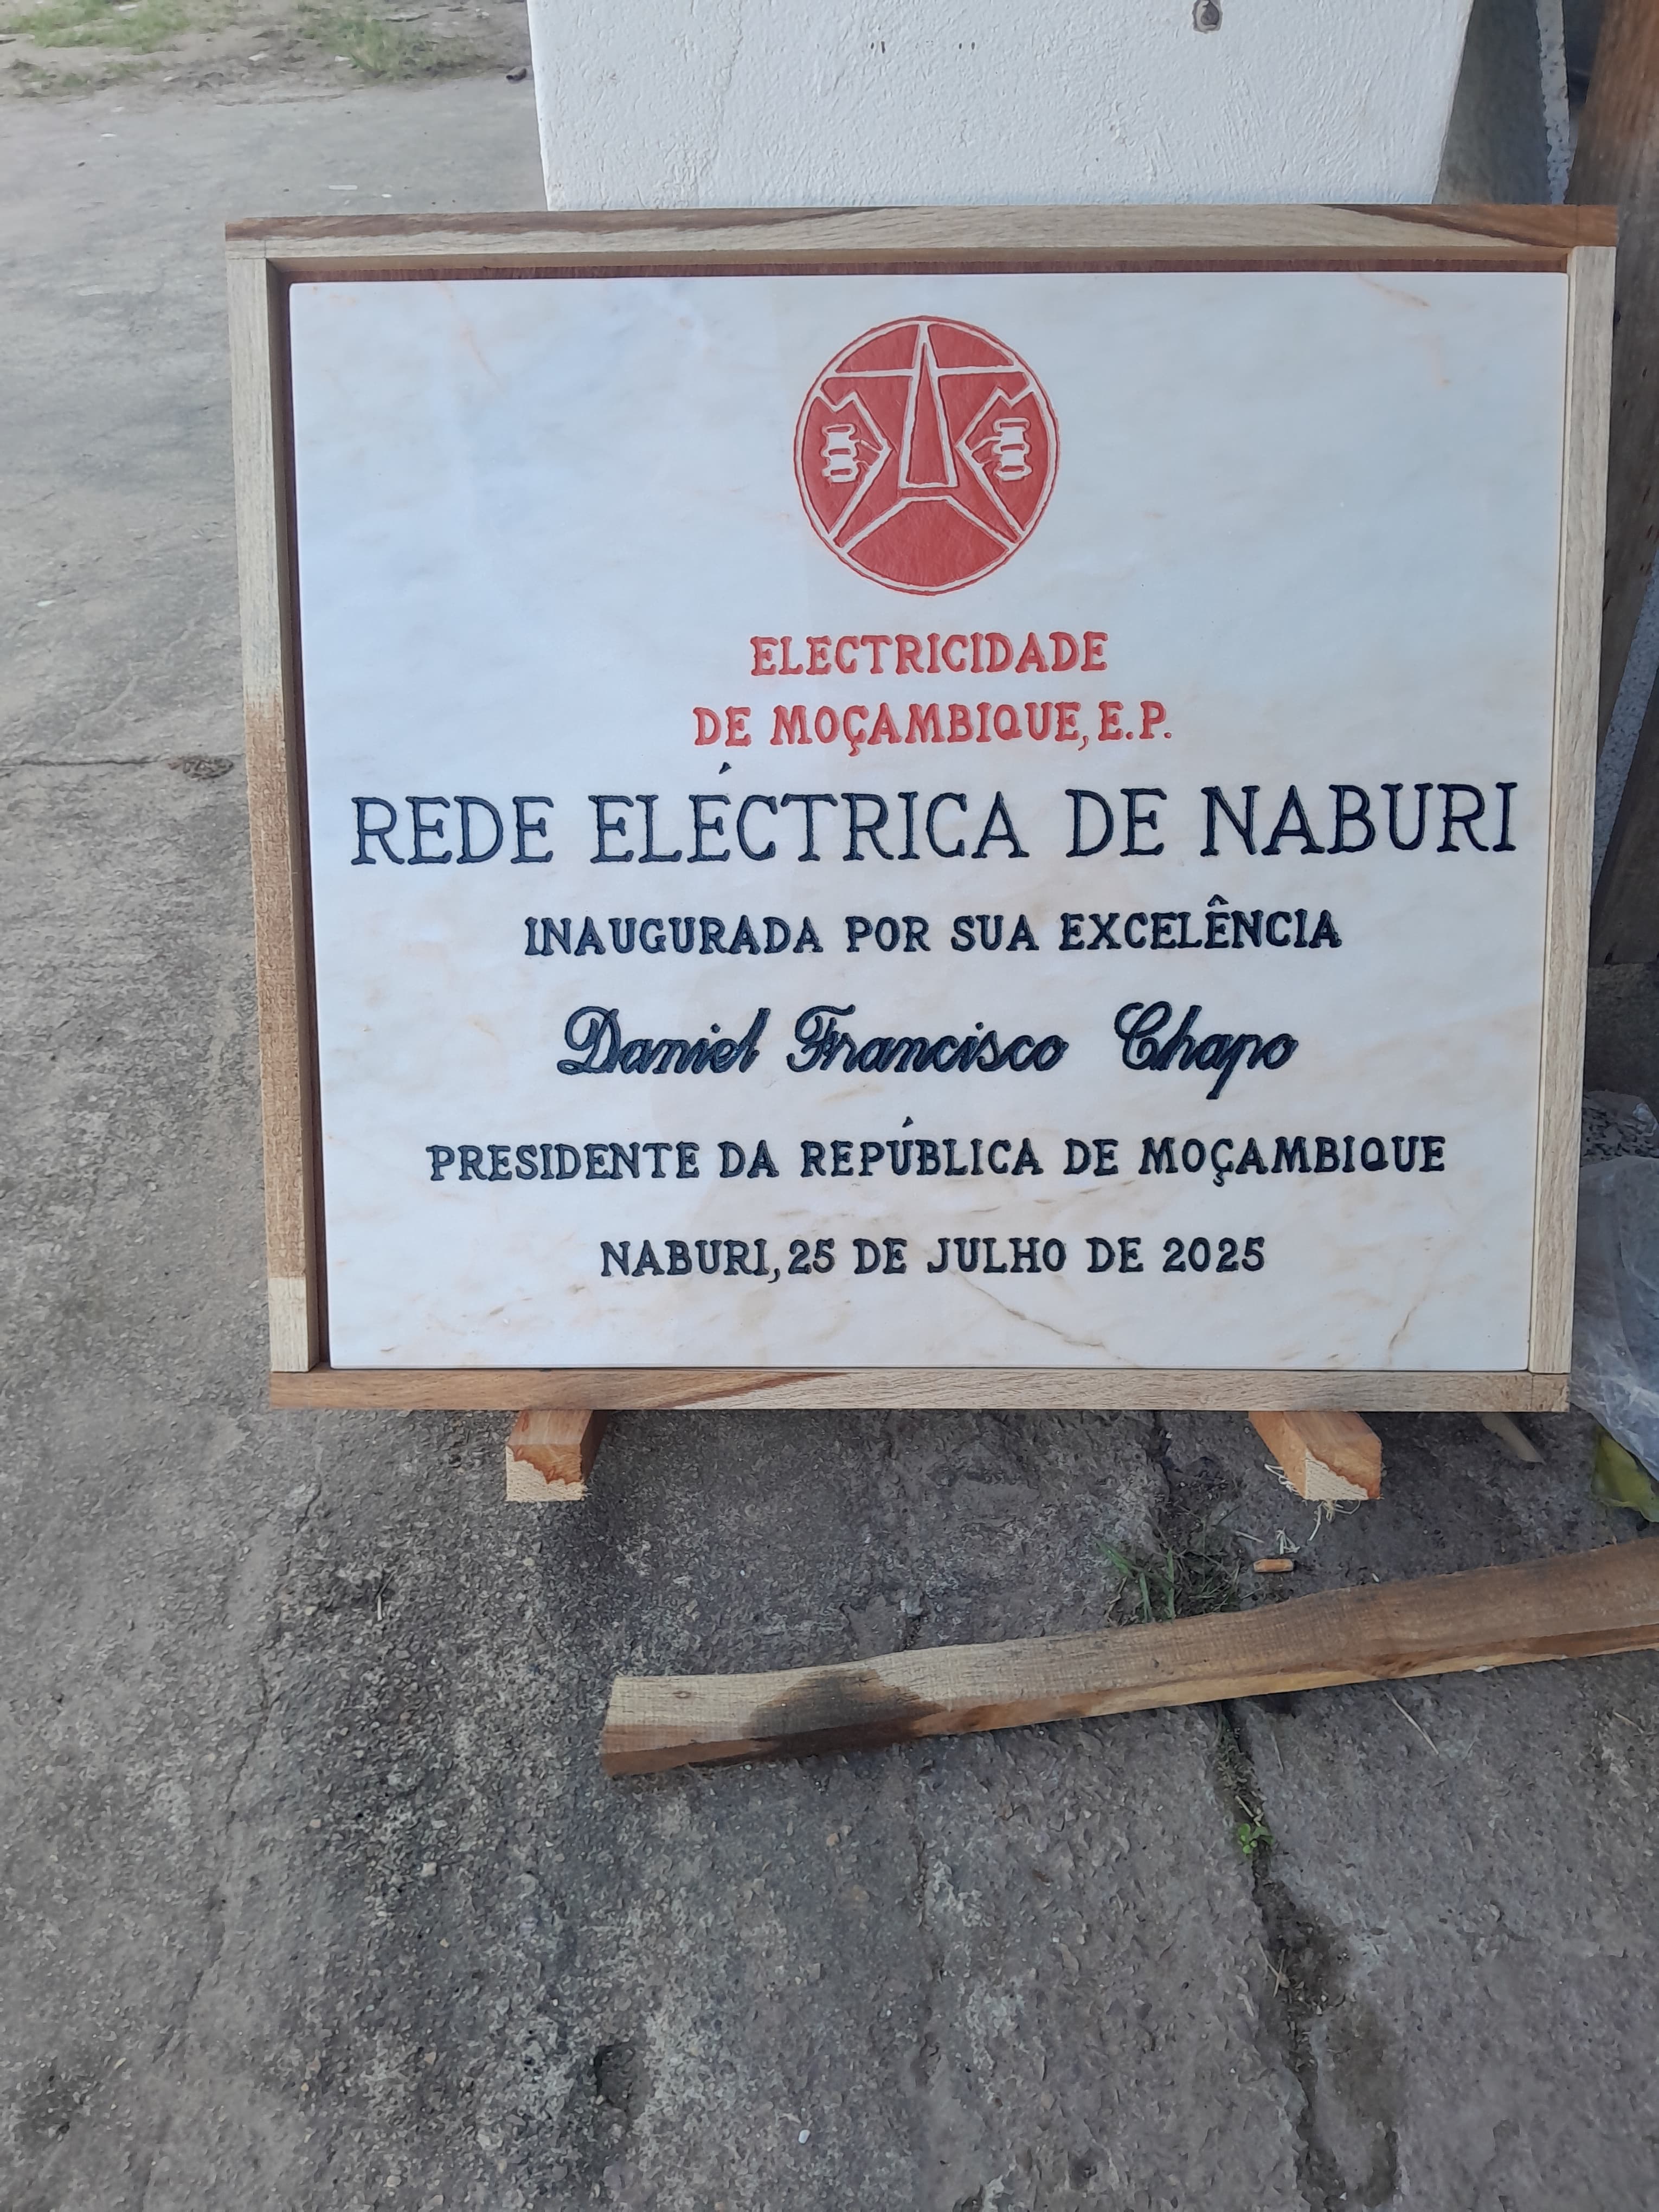 ELECTRICIDADE
DE MOÇAMBIQUE, E.P.
REDE ELÉCTRICA DE NABURI
INAUGURADA POR SUA EXCELÊNCIA
Daniel Francisco Chapo
PRESIDENTE DA REPÚBLICA DE MOÇAMBIQUE
NABURI, 25 DE JULHO DE 2025